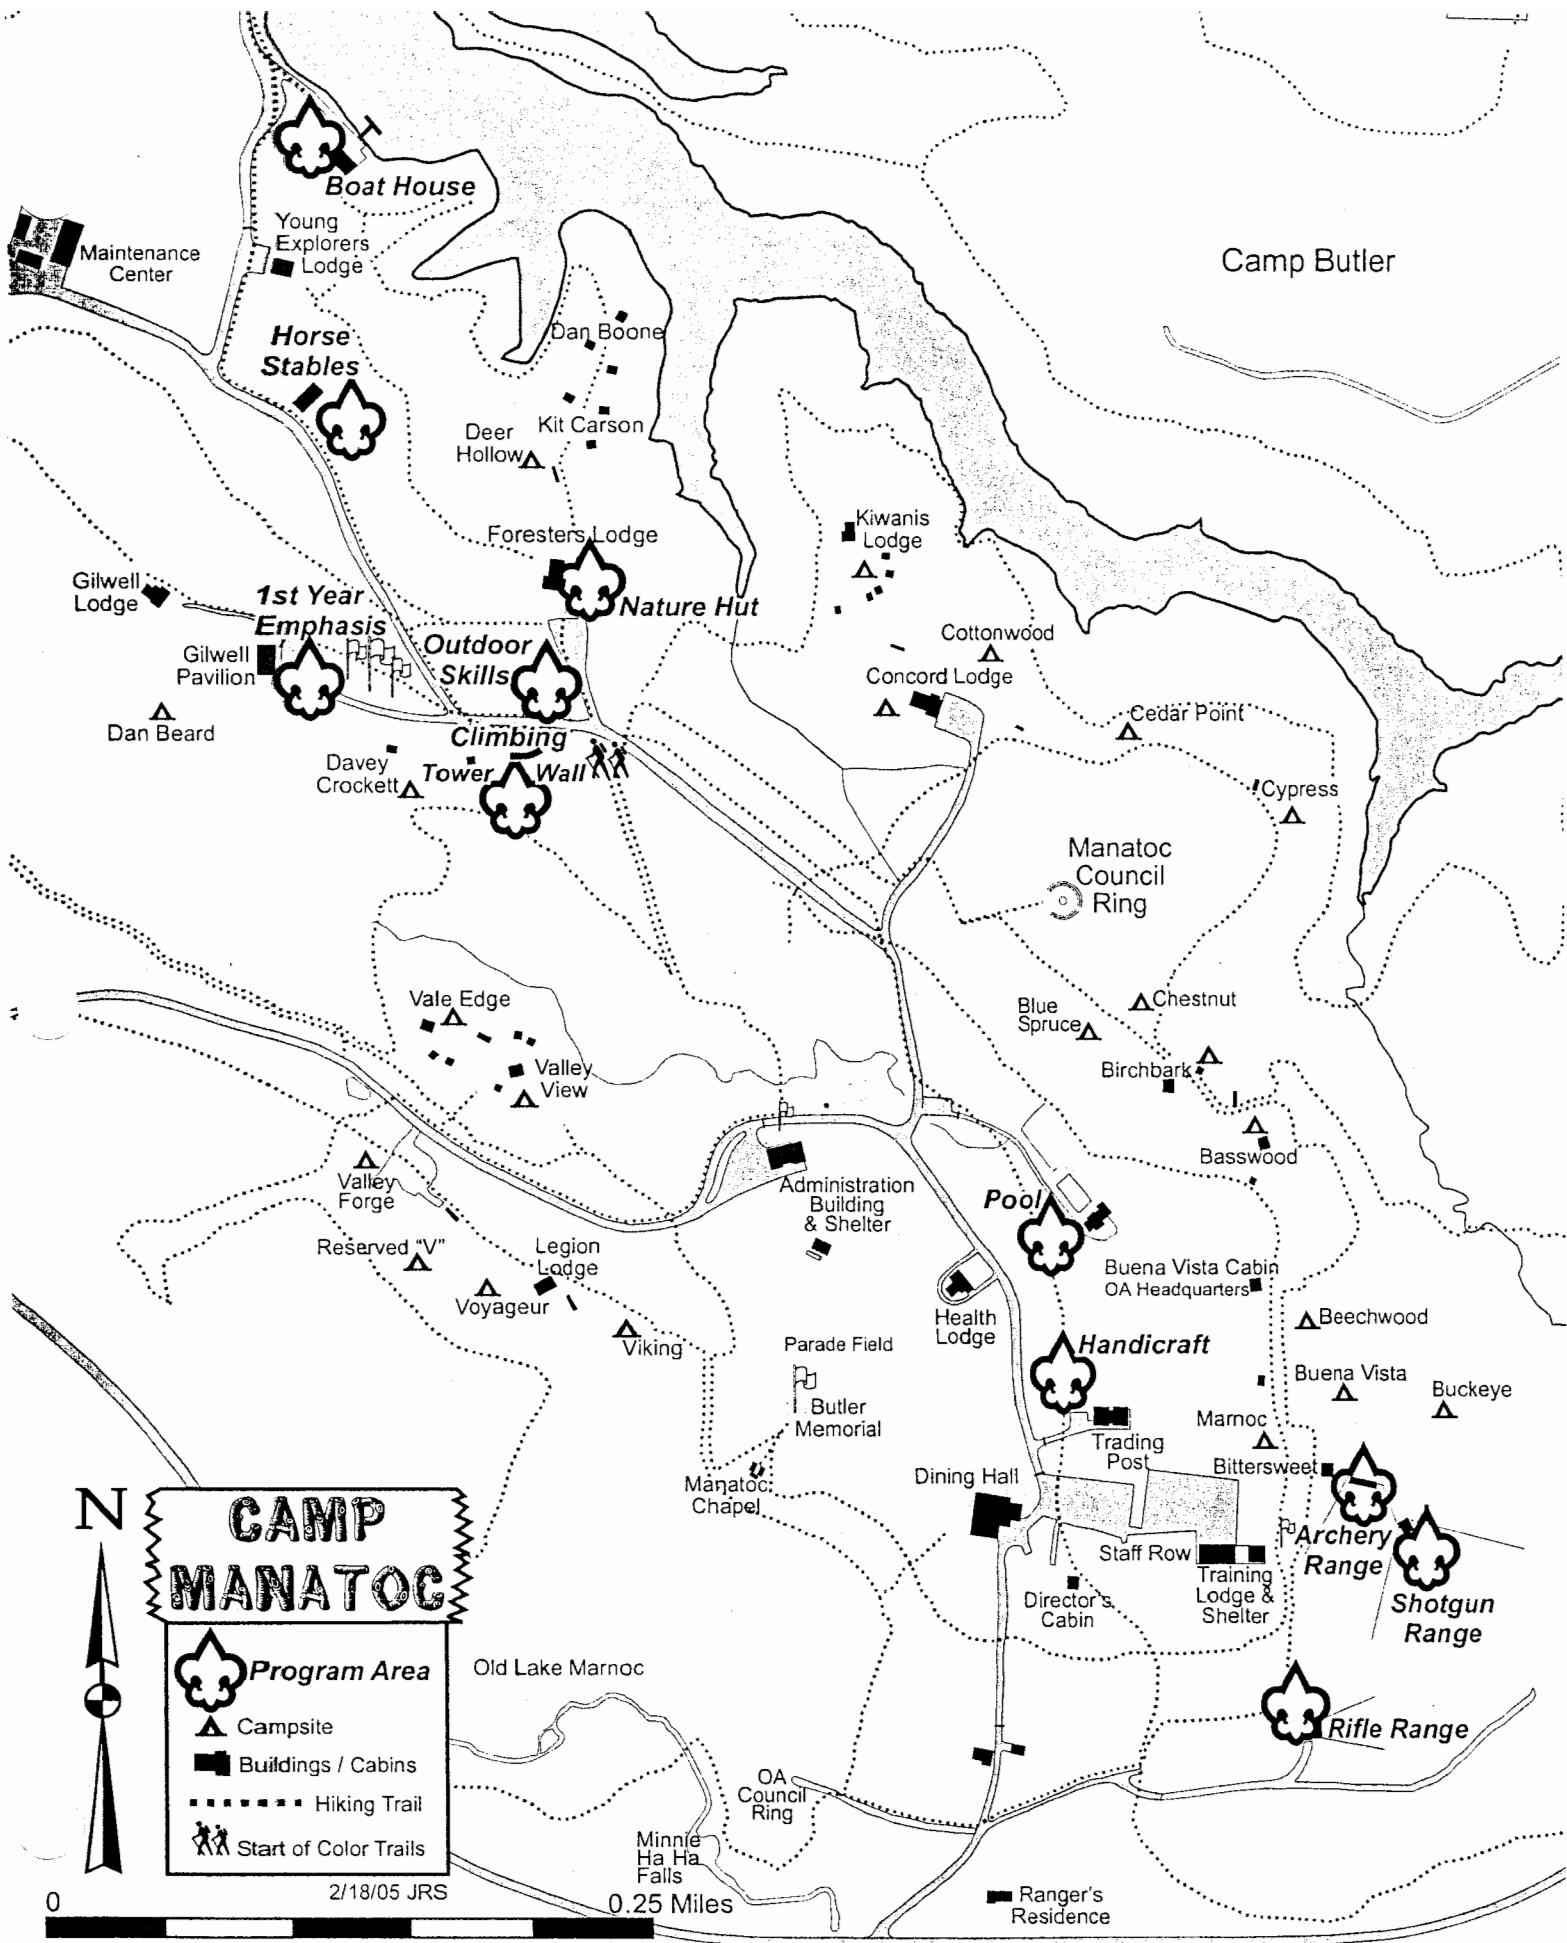 Boat House
Young
Explorers
Lodge
Maintenance
Center
Camp Butler
Horse
Stables
Dan Boone
Deer
Hollow
Kit Carson
Kiwanis
Lodge
Foresters Lodge
Gilwell
Lodge
1st Year
Emphasis
Nature Hut
Outdoor
Skills
Gilwell
Pavilion
Cottonwood
Concord Lodge
Cedar Point
Dan Beard
Climbing
Tower
Wall
Davey
Crockett
Cypress
Manatoc
Council
Ring
Vale Edge
Valley
View
Blue
Spruce
Chestnut
Birchbark
Basswood
Valley
Forge
Administration
Building
& Shelter
Pool
Reserved "V"
Legion
Lodge
Voyageur
Viking
Buena Vista Cabin
OA Headquarters
Health
Lodge
Beechwood
Parade Field
Handicraft
Butler
Memorial
Buena Vista
Buckeye
Marnoc
Trading
Post
Bittersweet
Manatoc
Chapel
Dining Hall
Archery
Range
Staff Row
Training
Lodge &
Shelter
Director's
Cabin
Shotgun
Range
Rifle Range
N
CAMP
MANATOC
Program Area
Campsite
Buildings / Cabins
Hiking Trail
Start of Color Trails
2/18/05 JRS
Old Lake Marnoc
OA
Council
Ring
Minnie
Ha Ha
Falls
Ranger's
Residence
0
0.25 Miles